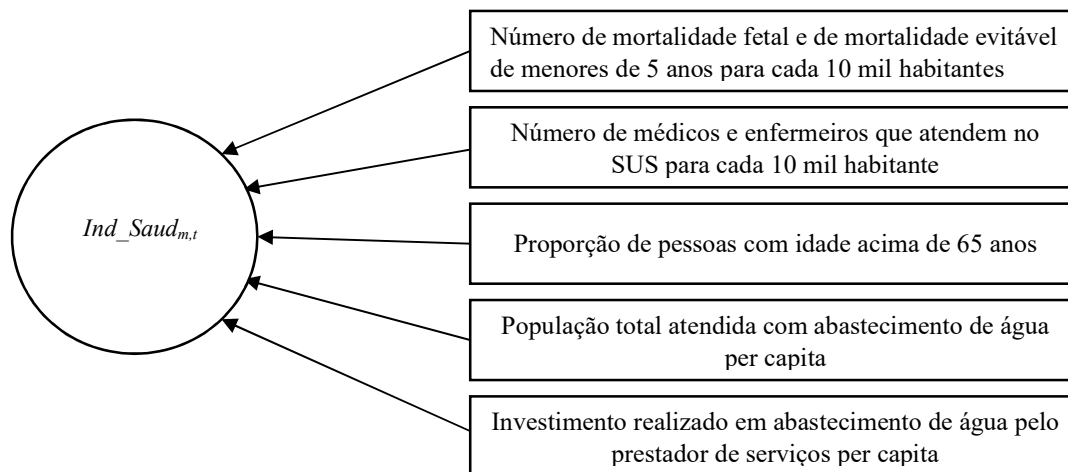 Número de mortalidade fetal e de mortalidade evitável
de menores de 5 anos para cada 10 mil habitantes
Número de médicos e enfermeiros que atendem no
SUS para cada 10 mil habitante
Ind_Saud m,t
Proporção de pessoas com idade acima de 65 anos
População total atendida com abastecimento de água
per capita
Investimento realizado em abastecimento de água pelo
prestador de serviços per capita